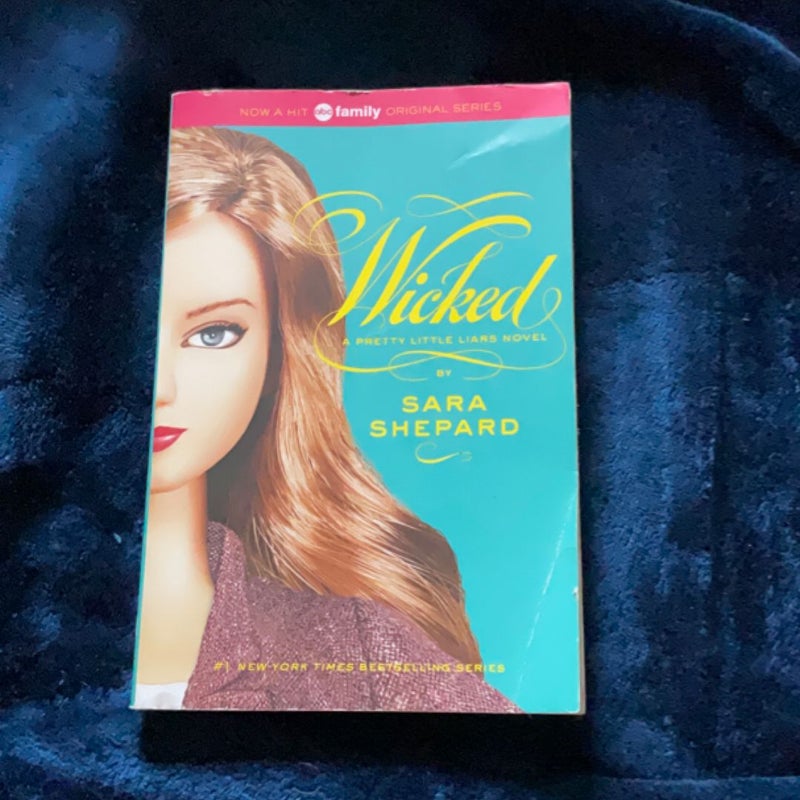 NOW A HIT abc family ORIGINAL SERIES
Wicked
A PRETTY LITTLE LIARS NOVEL
BY
SARA
SHEPARD
#1 NEW YORK TIMES BESTSELLING SERIES